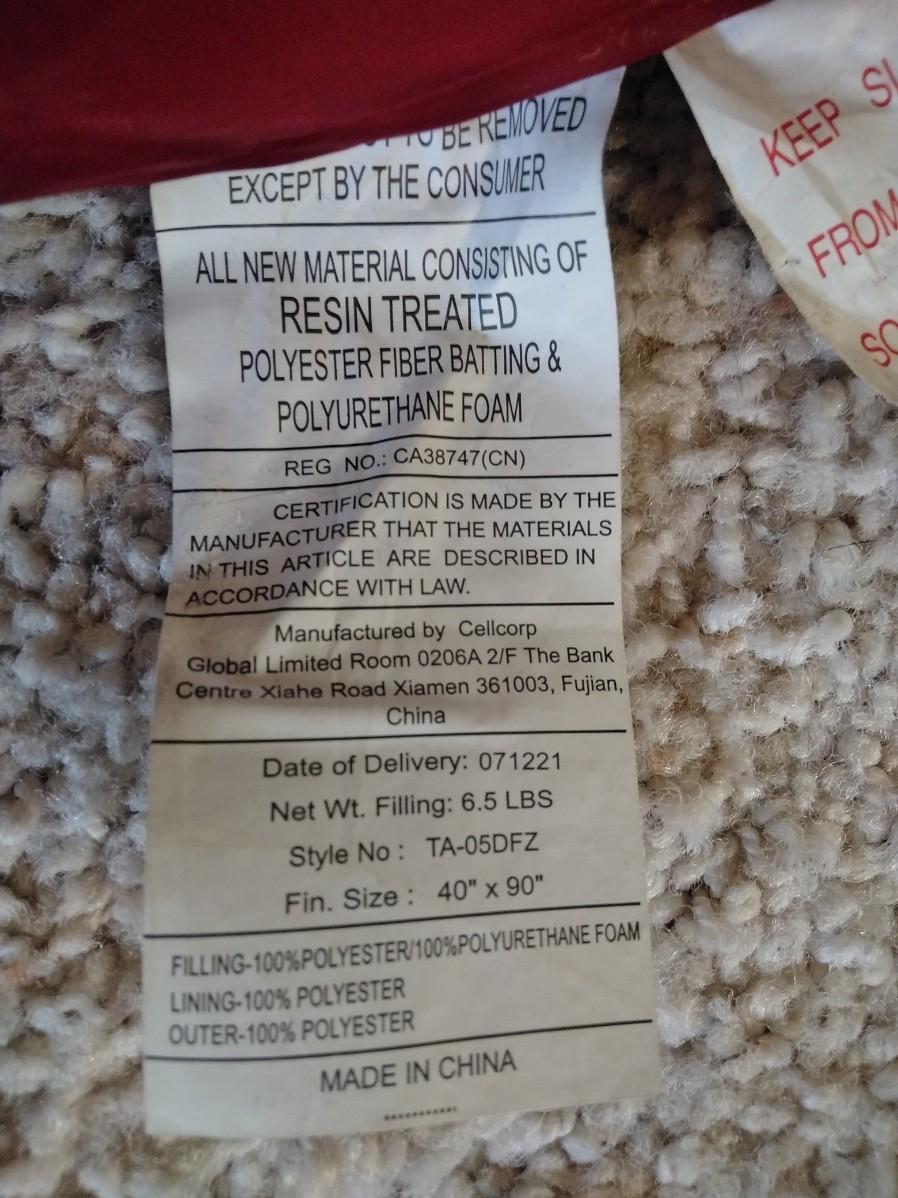 TO BE REMOVED
EXCEPT BY THE CONSUMER
ALL NEW MATERIAL CONSISTING OF
RESIN TREATED
POLYESTER FIBER BATTING &
POLYURETHANE FOAM
REG NO.: CA38747(CN)
CERTIFICATION IS MADE BY THE
MANUFACTURER THAT THE MATERIALS
IN THIS ARTICLE ARE DESCRIBED IN
ACCORDANCE WITH LAW.
Manufactured by Cellcorp
Global Limited Room 0206A 2/F The Bank
Centre Xiahe Road Xiamen 361003, Fujian,
China
Date of Delivery: 071221
Net Wt. Filling: 6.5 LBS
Style No : TA-05DFZ
Fin. Size : 40" x 90"
FILLING-100%POLYESTER/100%POLYURETHANE FOAM
LINING-100% POLYESTER
OUTER-100% POLYESTER
MADE IN CHINA
KEEP
FROM